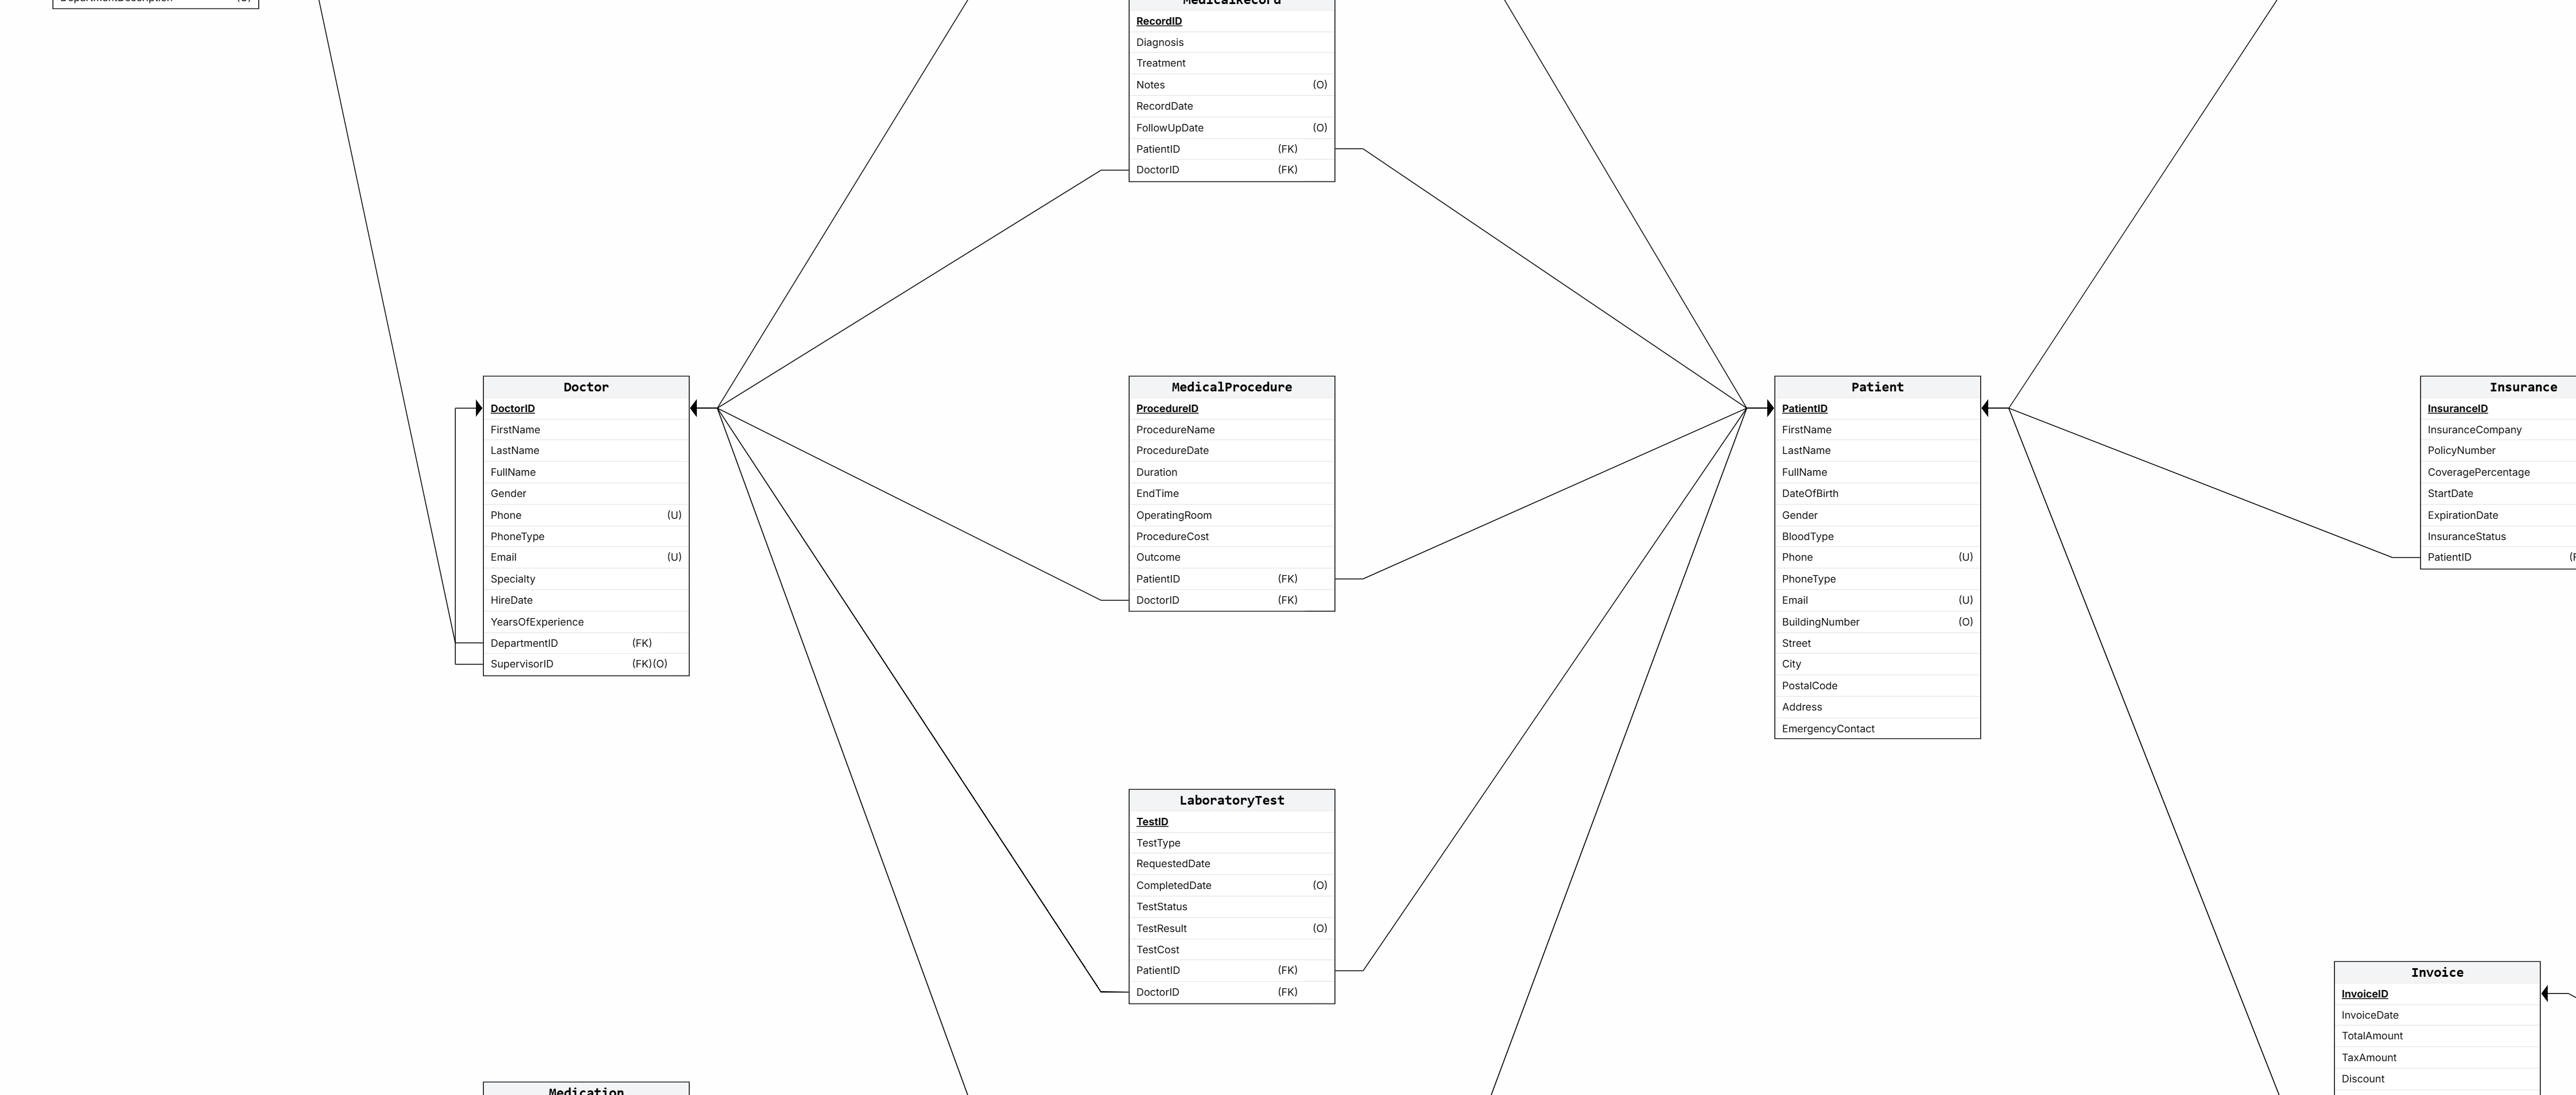 DepartmentDescription (O)
MedicalRecord
RecordID
Diagnosis
Treatment
Notes (O)
RecordDate
FollowUpDate (O)
PatientID (FK)
DoctorID (FK)
Doctor
DoctorID
FirstName
LastName
FullName
Gender
Phone (U)
PhoneType
Email (U)
Specialty
HireDate
YearsOfExperience
DepartmentID (FK)
SupervisorID (FK)(O)
MedicalProcedure
ProcedureID
ProcedureName
ProcedureDate
Duration
EndTime
OperatingRoom
ProcedureCost
Outcome
PatientID (FK)
DoctorID (FK)
Patient
PatientID
FirstName
LastName
FullName
DateOfBirth
Gender
BloodType
Phone (U)
PhoneType
Email (U)
BuildingNumber (O)
Street
City
PostalCode
Address
EmergencyContact
Insurance
InsuranceID
InsuranceCompany
PolicyNumber
CoveragePercentage
StartDate
ExpirationDate
InsuranceStatus
PatientID
LaboratoryTest
TestID
TestType
RequestedDate
CompletedDate (O)
TestStatus
TestResult (O)
TestCost
PatientID (FK)
DoctorID (FK)
Invoice
InvoiceID
InvoiceDate
TotalAmount
TaxAmount
Discount
Medication